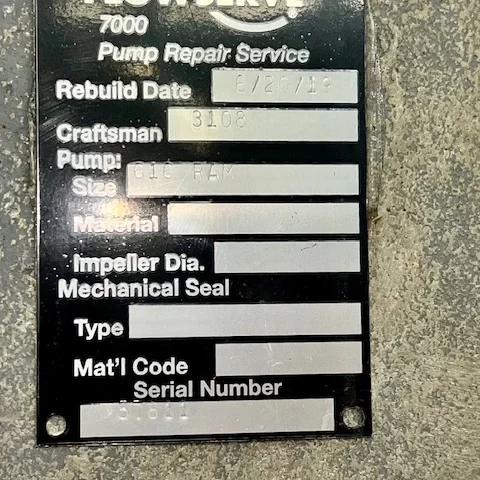 FLOWSERVE
7000
Pump Repair Service
Rebuild Date
Craftsman 3108
Pump:
Size
Material
Impeller Dia.
Mechanical Seal
Type
Mat'l Code
Serial Number